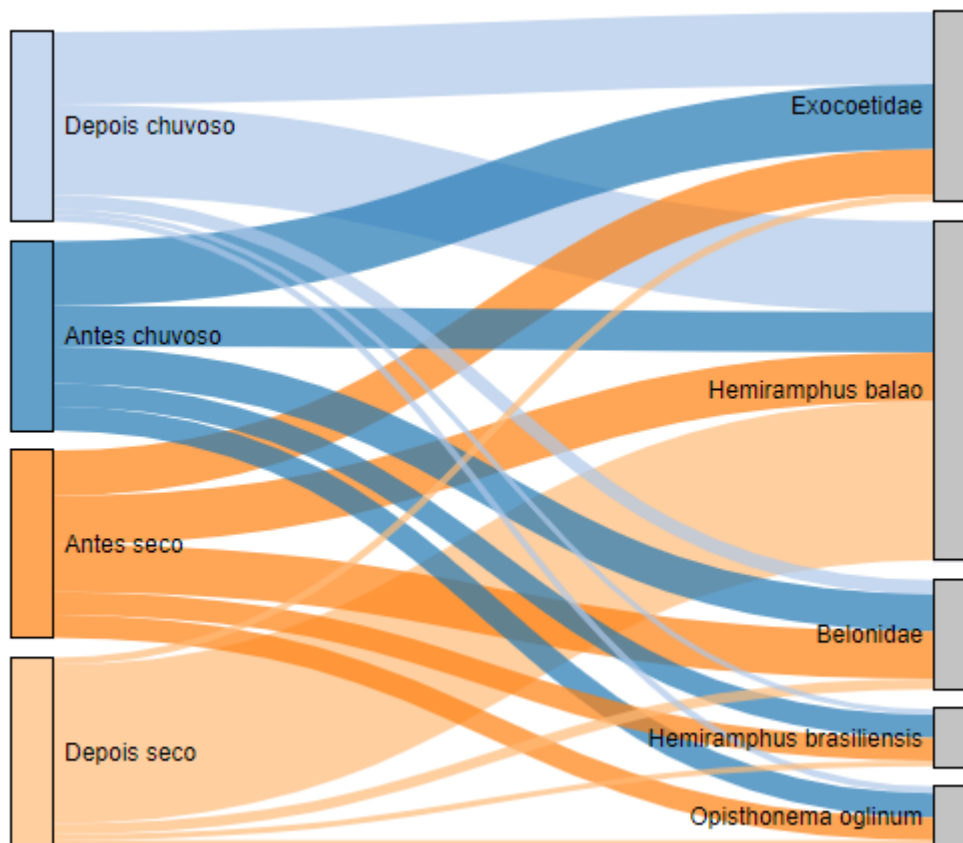 Depois chuvoso
Exocoetidae
Antes chuvoso
Hemiramphus balao
Antes seco
Belonidae
Depois seco
Hemiramphus brasiliensis
Opisthonema oglinum